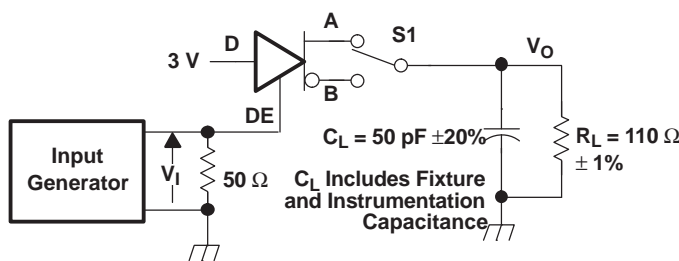 A
S1
D
3 V
VO
B
DE
CL = 50 pF ±20%
RL = 110 Ω
± 1%
Input
Generator
VI
50 Ω
CL Includes Fixture
and Instrumentation
Capacitance